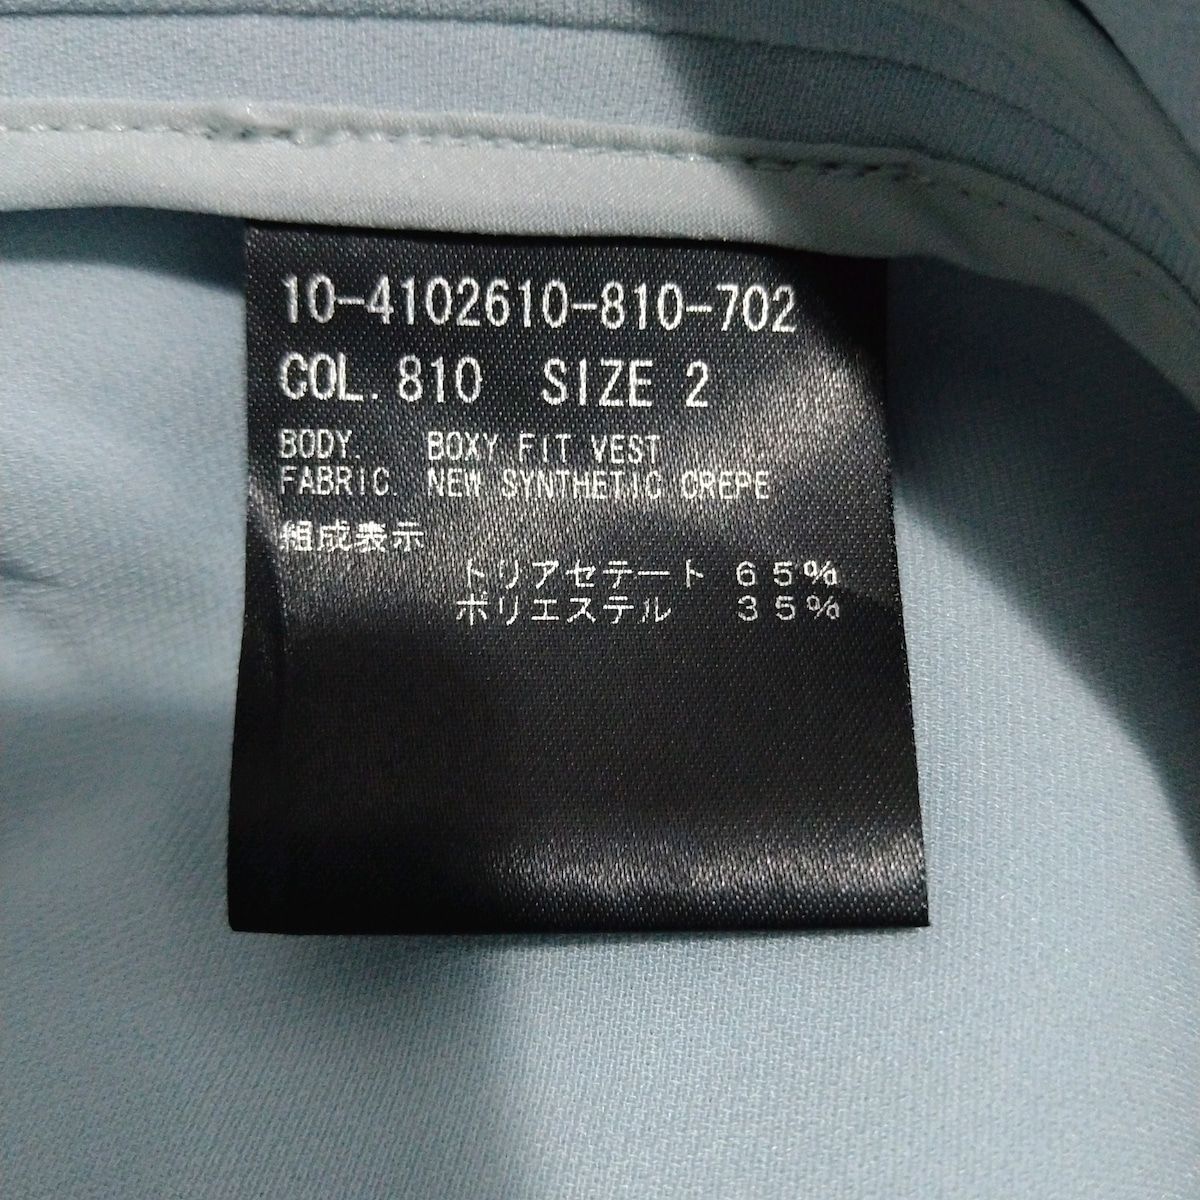 10-4102610-810-702
COL. 810 SIZE 2
BODY. BOXY FIT VEST
FABRIC. NEW SYNTHETIC CREPE
組成表示
トリアセテート 65%
ポリエステル 35%